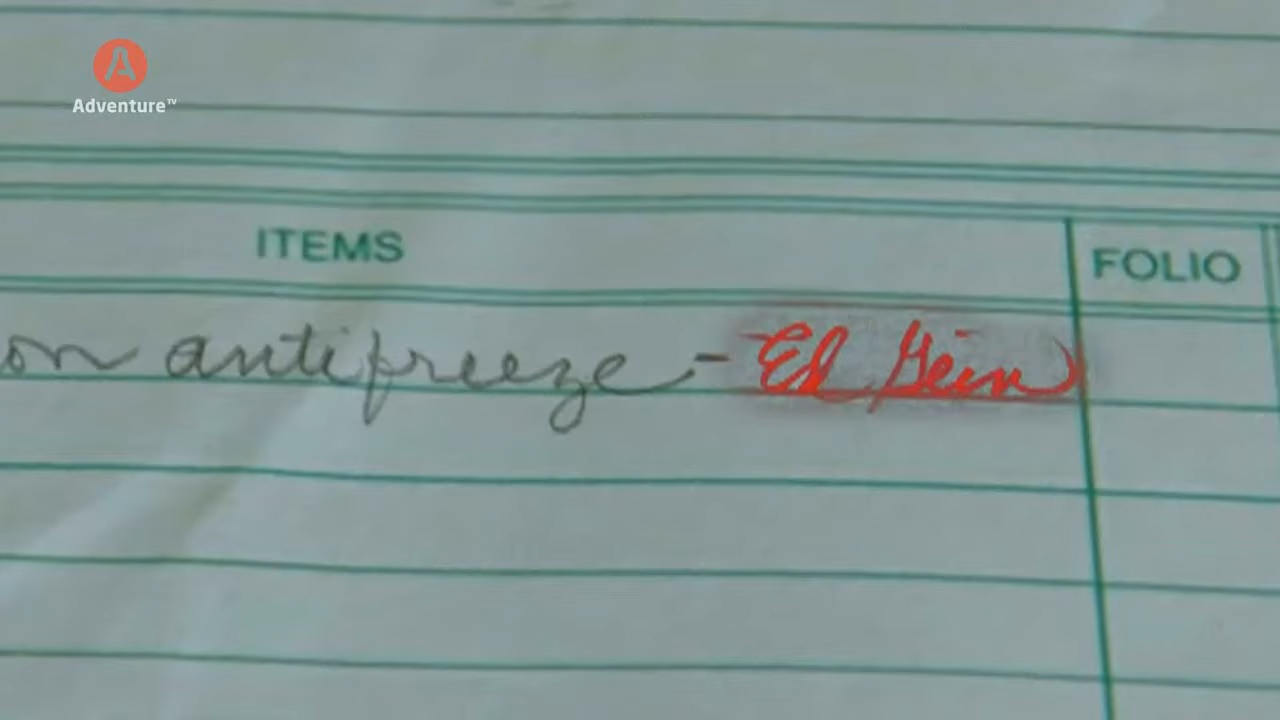 A
Adventure™
ITEMS
FOLIO
on antifreeze - Ed Gein